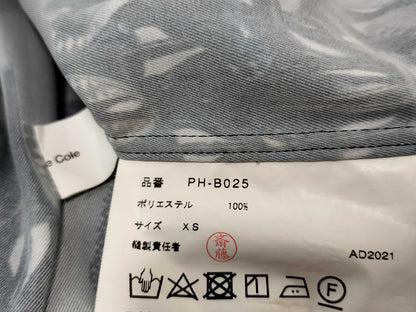 e Cole
品番 PH-B025
ポリエステル 100%
サイズ XS
縫製責任者 斎藤
AD2021
F